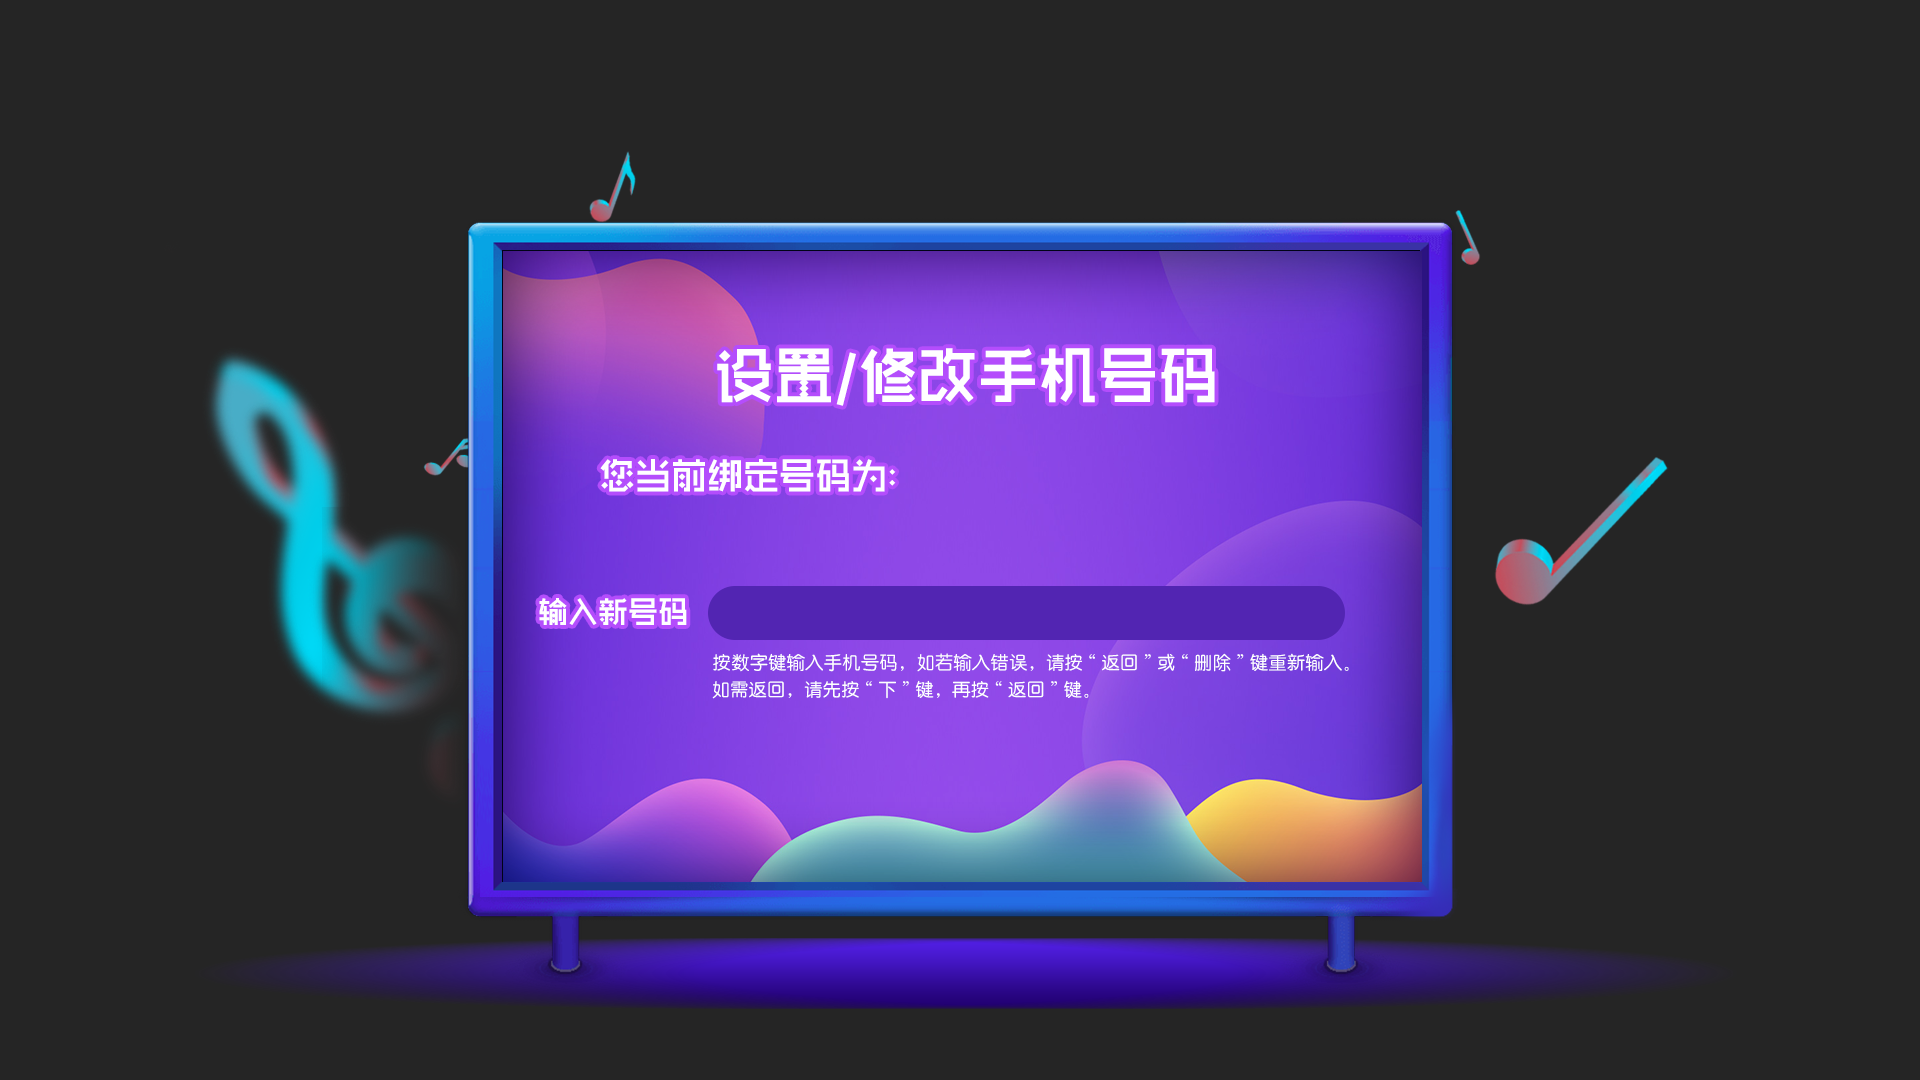 设置/修改手机号码
您当前绑定号码为:
输入新号码
按数字键输入手机号码，如若输入错误，请按“返回”或“删除”键重新输入。
如需返回，请先按“下”键，再按“返回”键。